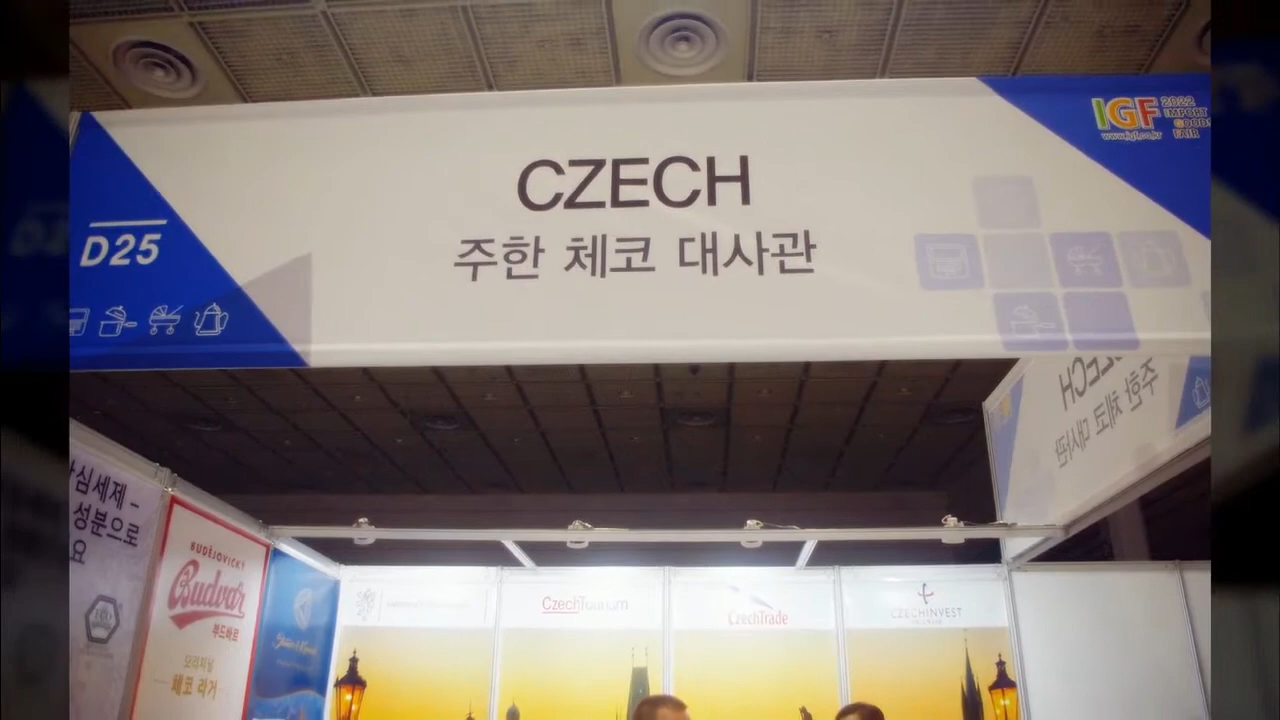 IGF 2022
IMPORT
GOODS
FAIR
www.igf.co.kr
CZECH
주한 체코 대사관
D25
CZECH
주한 체코 대사관
심세제 –
성분으로
요
BUDĚJOVICKÝ
Budvar
부드바르
오리지널
체코 라거
CzechTourism
CzechTrade
CZECHINVEST